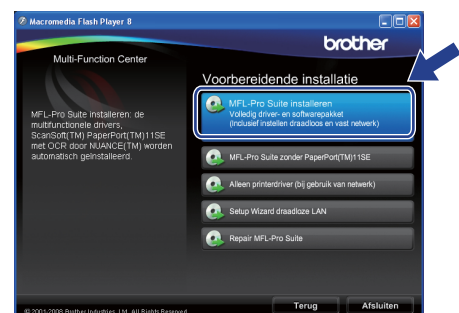 Macromedia Flash Player 8
brother
Multi-Function Center
Voorbereidende installatie
MFL-Pro Suite installeren
Volledig driver- en softwarepakket
(Inclusief instellen draadloos en vast netwerk)
MFL-Pro Suite installeren: de
multifunctionele drivers,
ScanSoft(TM) PaperPort(TM)11SE
met OCR door NUANCE(TM) worden
automatisch geïnstalleerd.
MFL-Pro Suite zonder PaperPort(TM)11SE
Alleen printerdriver (bij gebruik van netwerk)
Setup Wizard draadloze LAN
Repair MFL-Pro Suite
© 2001-2008 Brother Industries, Ltd. All Rights Reserved.
Terug
Afsluiten